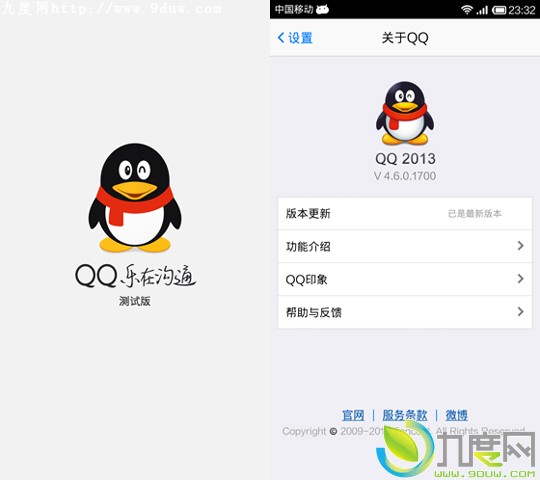 九度网http://www.9duw.com
QQ 乐在沟通
测试版
中国移动 23:32
设置 关于QQ
QQ 2013
V 4.6.0.1700
版本更新 已是最新版本
功能介绍
QQ印象
帮助与反馈
官网 | 服务条款 | 微博
Copyright © 2009-20 Tencent. All Rights Reserved.
九度网
www.9duw.com